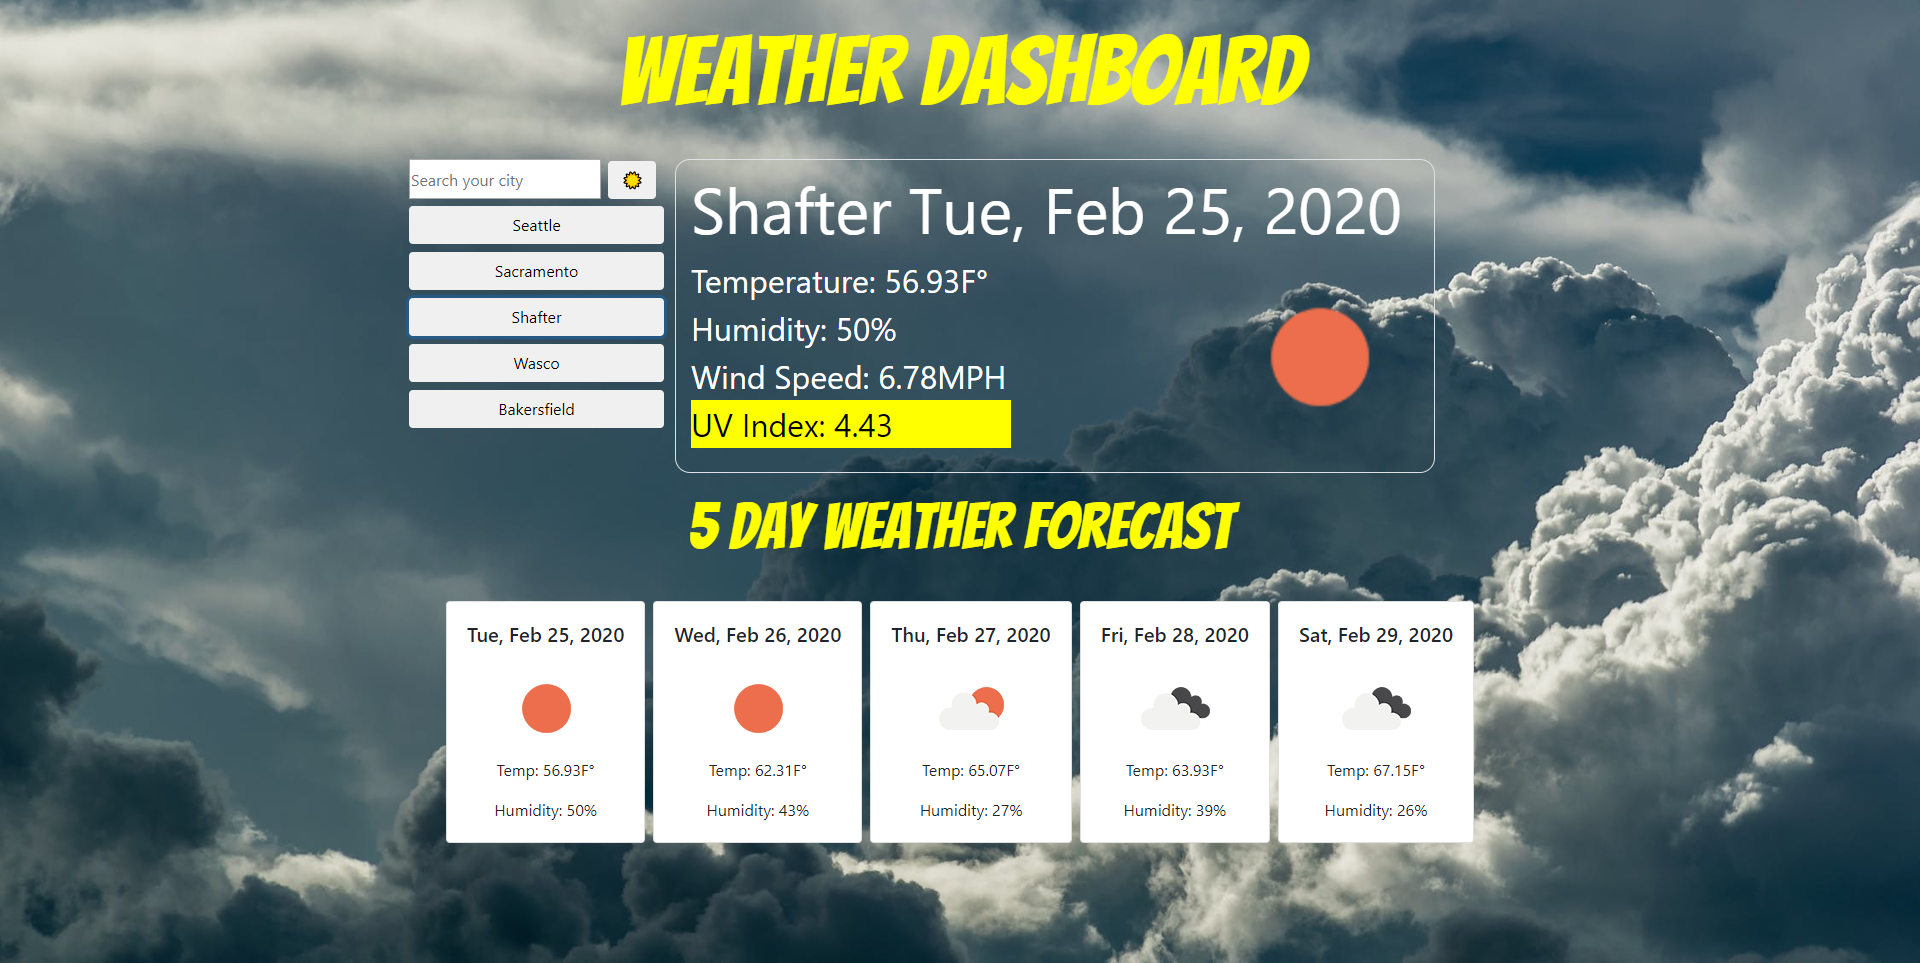 WEATHER DASHBOARD
Search your city
Seattle
Sacramento
Shafter
Wasco
Bakersfield
Shafter Tue, Feb 25, 2020
Temperature: 56.93F°
Humidity: 50%
Wind Speed: 6.78MPH
UV Index: 4.43
5 DAY WEATHER FORECAST
Tue, Feb 25, 2020
Temp: 56.93F°
Humidity: 50%
Wed, Feb 26, 2020
Temp: 62.31F°
Humidity: 43%
Thu, Feb 27, 2020
Temp: 65.07F°
Humidity: 27%
Fri, Feb 28, 2020
Temp: 63.93F°
Humidity: 39%
Sat, Feb 29, 2020
Temp: 67.15F°
Humidity: 26%